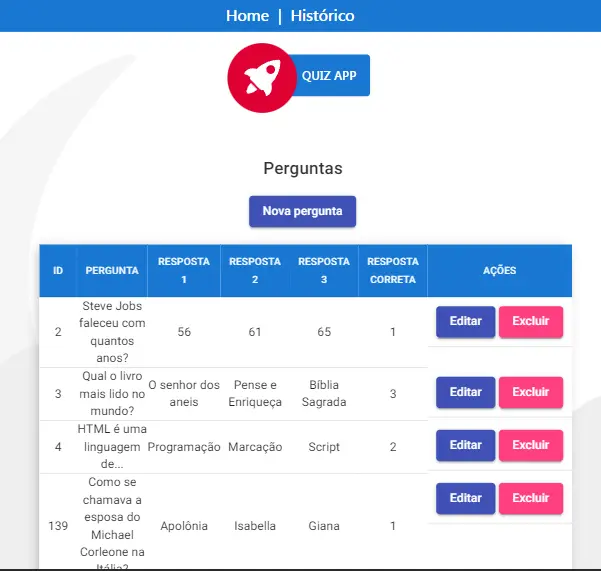 Home | Histórico
QUIZ APP
Perguntas
Nova pergunta
ID PERGUNTA RESPOSTA 1 RESPOSTA 2 RESPOSTA 3 RESPOSTA CORRETA AÇÕES
2 Steve Jobs faleceu com quantos anos? 56 61 65 1 Editar Excluir
3 Qual o livro mais lido no mundo? O senhor dos aneis Pense e Enriqueça Bíblia Sagrada 3 Editar Excluir
4 HTML é uma linguagem de... Programação Marcação Script 2 Editar Excluir
139 Como se chamava a esposa do Michael Corleone na Itália? Apolônia Isabella Giana 1 Editar Excluir